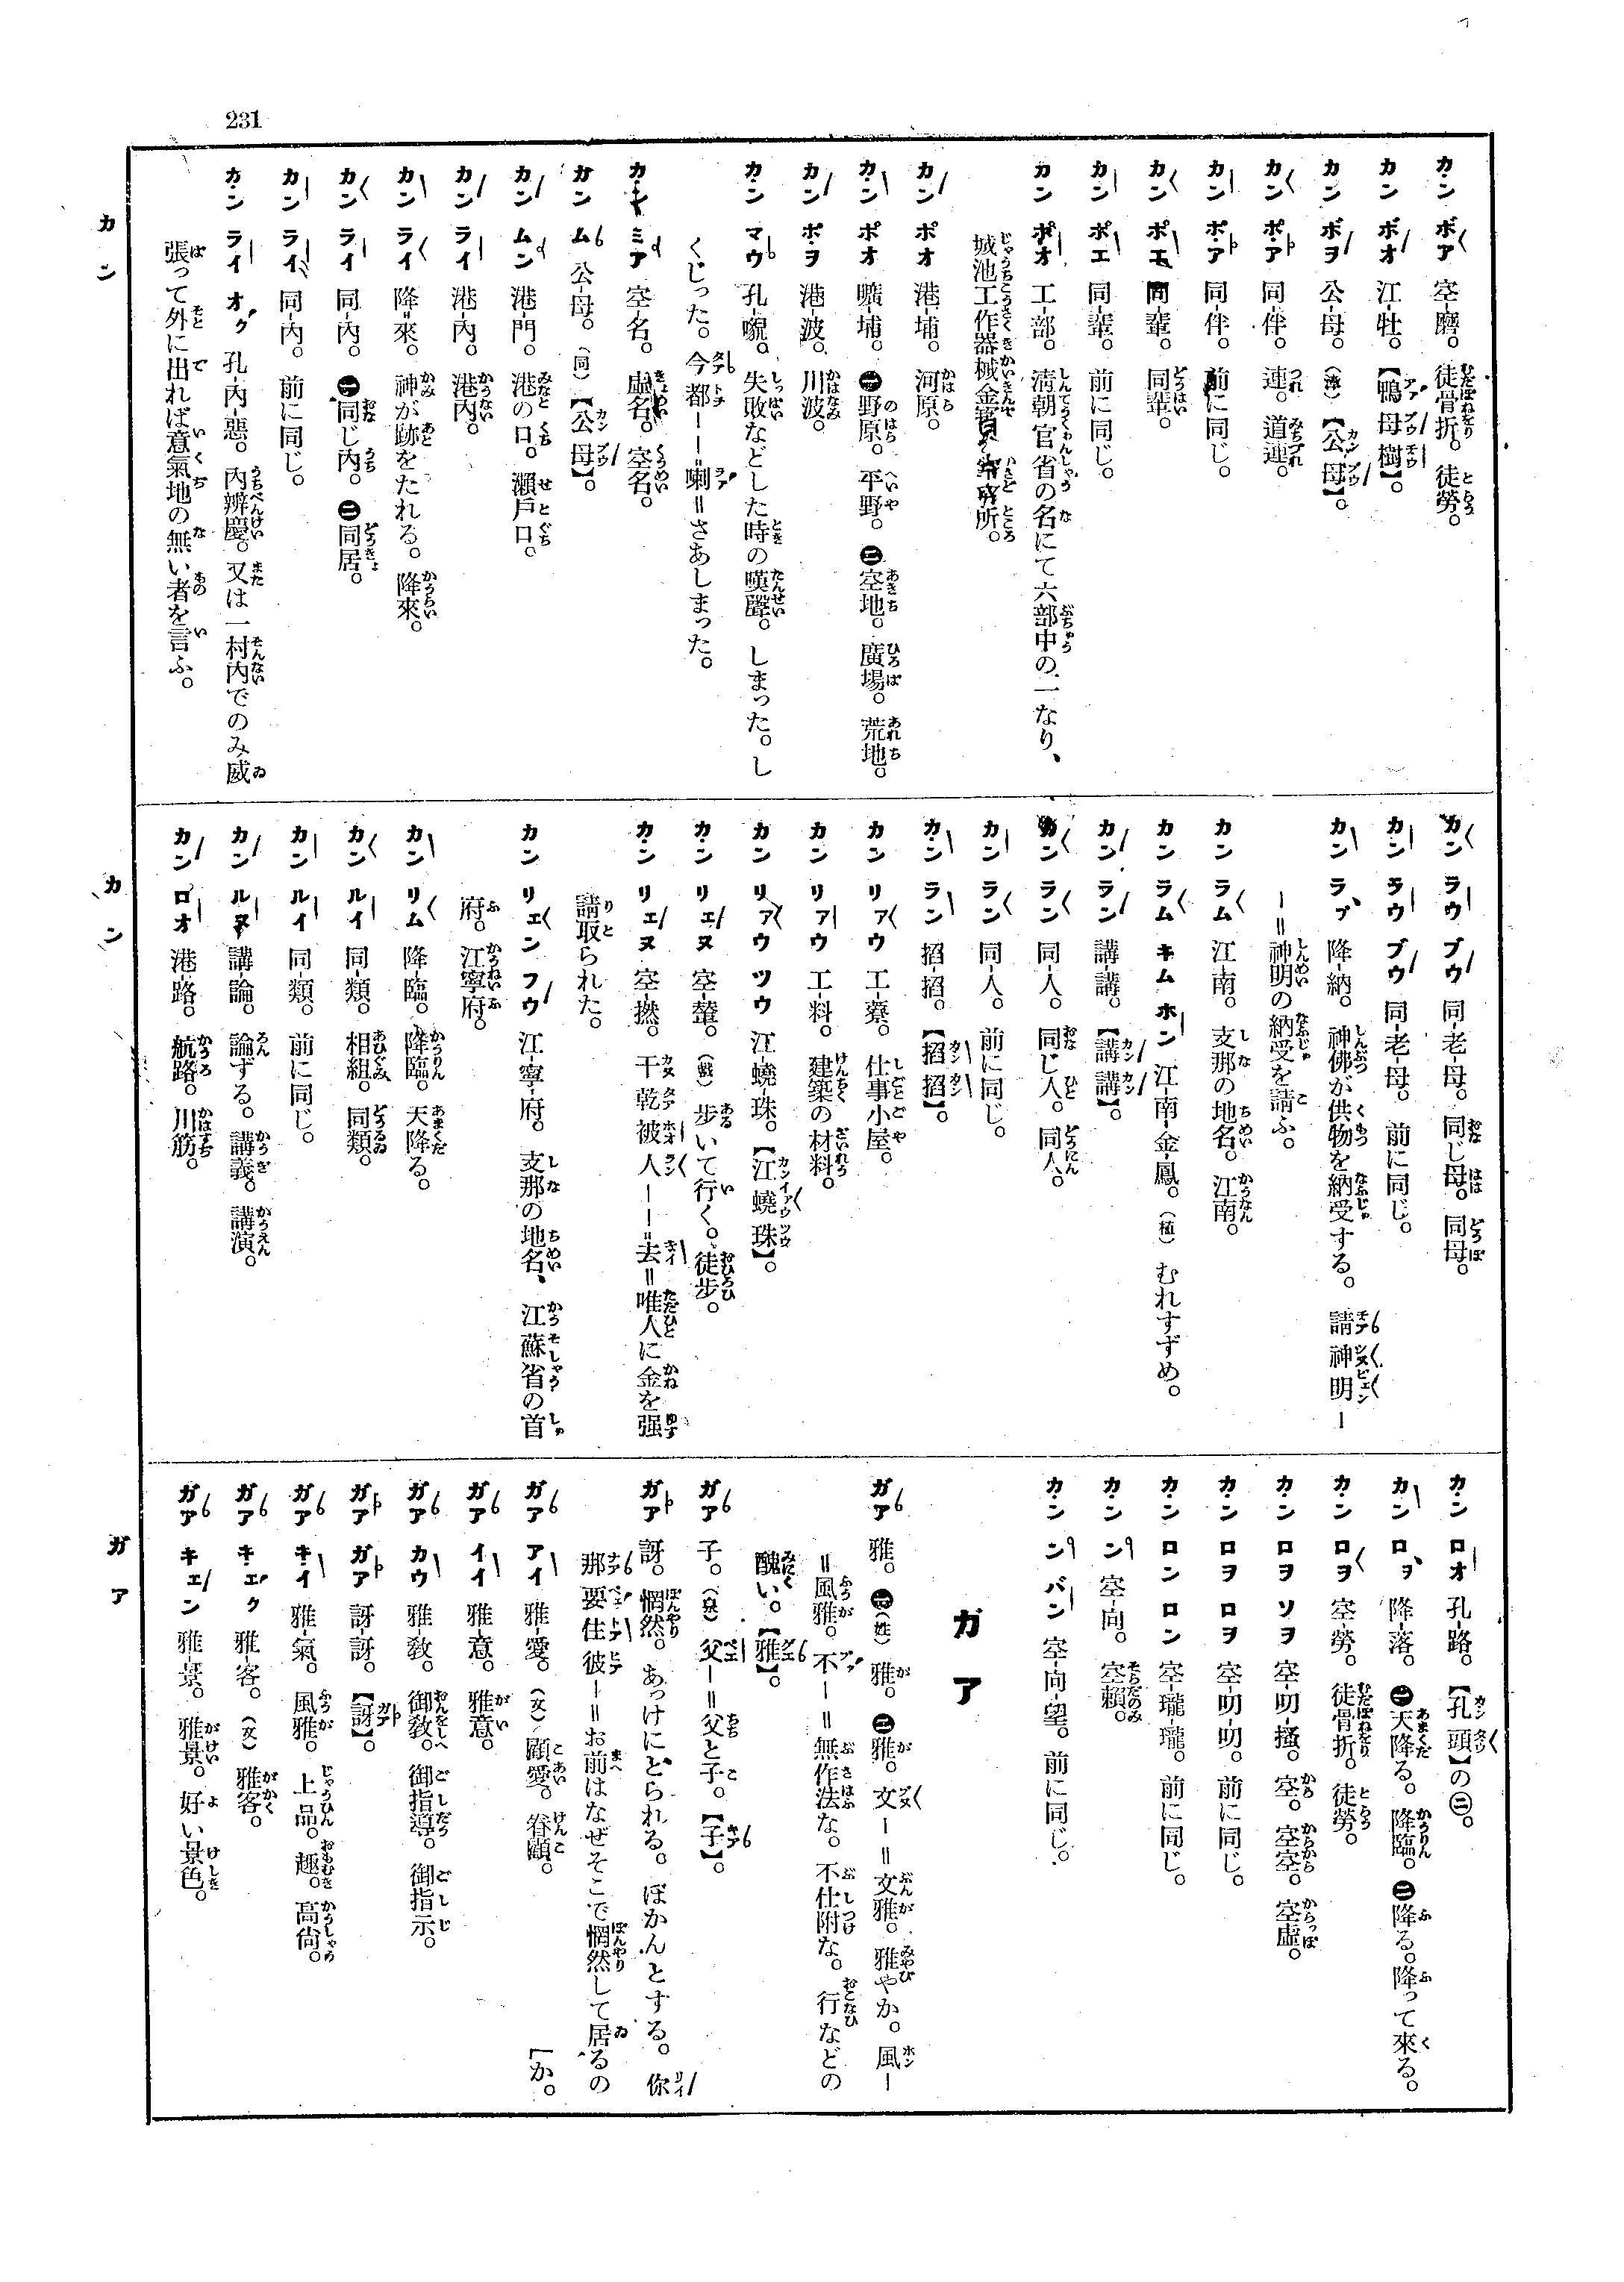 231
カン ボア 空-磨。徒骨折。徒勞。
カン ボオ 江-牡。【鴨母樹】。
カン ボヲ 公-母。(漳)【公母】。
カン ポア 同-伴。連。道連。
カン ポア 同-伴。前に同じ。
カン ポエ 同-輩。同輩。
カン ポエ 同-輩。前に同じ。
カン ポオ 工-部。淸朝官省の名にて六部中の一なり、
城池工作器械金寶を管る所。
カン ポオ 港-埔。河原。
カン ポオ 曠-埔。㊀野原。平野。㊁空地。廣場。荒地。
カン ポヲ 港-波。川波。
カン マウ 孔-貌。失敗などした時の嘆聲。しまった。し
くじった。今都ーー喇=さあしまった。
カン ミア 空-名。虛名。空名。
カン ム 公-母。(同)【公母】。
カン ムン 港-門。港の口。瀨戶口。
カン ライ 港-內。港內。
カン ライ 降-來。神が跡をたれる。降來。
カン ライ 同-內。㊀同じ內。㊁同居。
カン ライ 同-內。前に同じ。
カン ライ オク 孔-內-惡。內辨慶。又は一村內でのみ威
張って外に出れば意氣地の無い者を言ふ。
カン
カン ラウ ブウ 同-老-母。同じ母。同母。
カン ラウ ブウ 同-老-母。前に同じ。
カン ラプ 降-納。神佛が供物を納受する。請神明ー
ー=神明の納受を請ふ。
カン ラム 江-南。支那の地名。江南。
カン ラム キム ホン 江-南-金-鳳。(植)むれすずめ。
カン ラン 講-講。【講講】。
カン ラン 同-人。同じ人。同人。
カン ラン 同-人。前に同じ。
カン ラン 掐-掐。【掐掐】。
カン リァウ 工-寮。仕事小屋。
カン リァウ 工-料。建築の材料。
カン リァウ ツウ 江-蟯-珠。【江蟯珠】。
カン リェヌ 空-輦。(戲)步いて行く。徒步。
カン リェヌ 空-撚。干乾被人ーー去=唯人に金を强
請取られた。
カン リェン フウ 江-寧-府。支那の地名、江蘇省の首
府。江寧府。
カン リム 降-臨。降臨。天降る。
カン ルイ 同-類。相組。同類。
カン ルイ 同-類。前に同じ。
カン ルヌ 講-論。論ずる。講義。講演。
カン ロオ 港-路。航路。川筋。
カン
カン ロオ 孔-路。【孔頭】の㊁。
カン ロヲ 降-落。㊀天降る。降臨。㊁降る。降って來る。
カン ロヲ 空-勞。徒骨折。徒勞。
カン ロヲ ソヲ 空-叨-搔。空。空空。空虛。
カン ロヲ ロヲ 空-叨-叨。前に同じ。
カン ロン ロン 空-瓏-瓏。前に同じ。
カン ン 空-向。空賴。
カン ンバン 空-向-望。前に同じ。
ガア
ガア 雅。㊀(姓)雅。㊁雅。文ー=文雅。雅やか。風ー
=風雅。不ー=無作法な。不仕附な。行などの
醜い。【雅】。
ガア 子。(泉)父ー=父と子。【子】。
ガア 訝。惘然。あっけにとられる。ぽかんとする。你
那要住彼ー=お前はなぜそこで惘然して居るの
「か。
ガア アイ 雅-愛。(文)顧愛。眷顧。
ガア イイ 雅-意。雅意。
ガア カウ 雅-敎。御敎。御指導。御指示。
ガア ガア 訝-訝。【訝】。
ガア キイ 雅-氣。風雅。上品。趣。高尙。
ガア キェク 雅-客。(文)雅客。
ガア キェン 雅-景。雅景。好い景色。
ガア